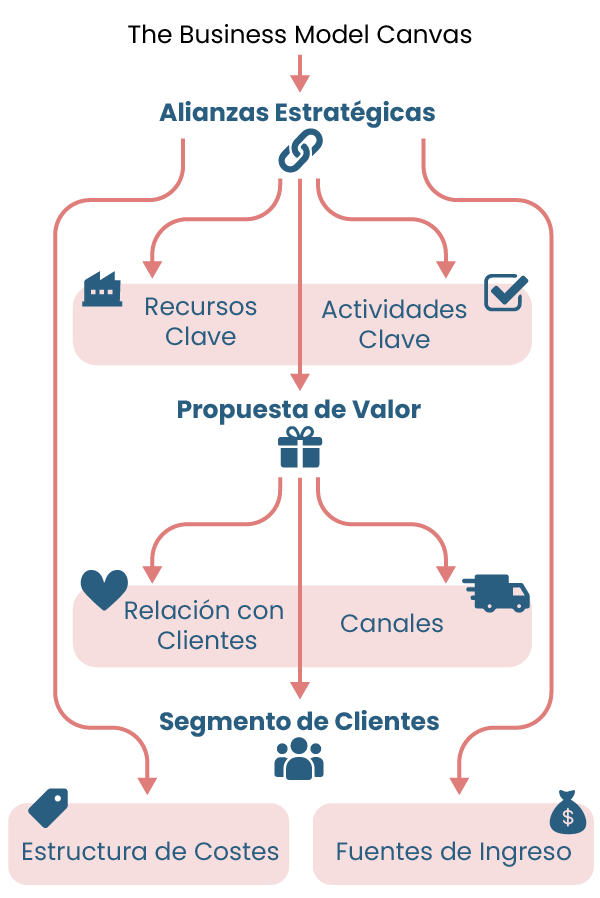 The Business Model Canvas
Alianzas Estratégicas
Recursos
Clave
Actividades
Clave
Propuesta de Valor
Relación con
Clientes
Canales
Segmento de Clientes
$
Estructura de Costes
Fuentes de Ingreso